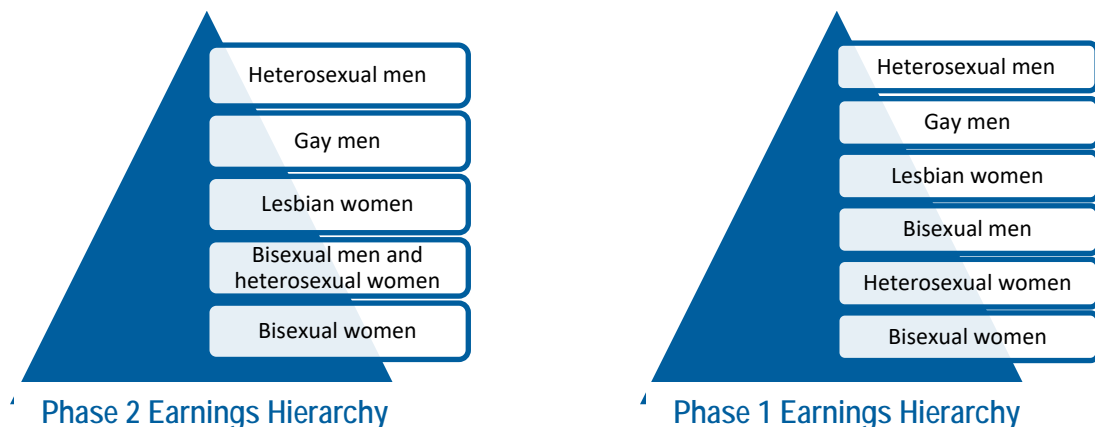 Heterosexual men
Gay men
Lesbian women
Bisexual men and
heterosexual women
Bisexual women
Phase 2 Earnings Hierarchy
Heterosexual men
Gay men
Lesbian women
Bisexual men
Heterosexual women
Bisexual women
Phase 1 Earnings Hierarchy